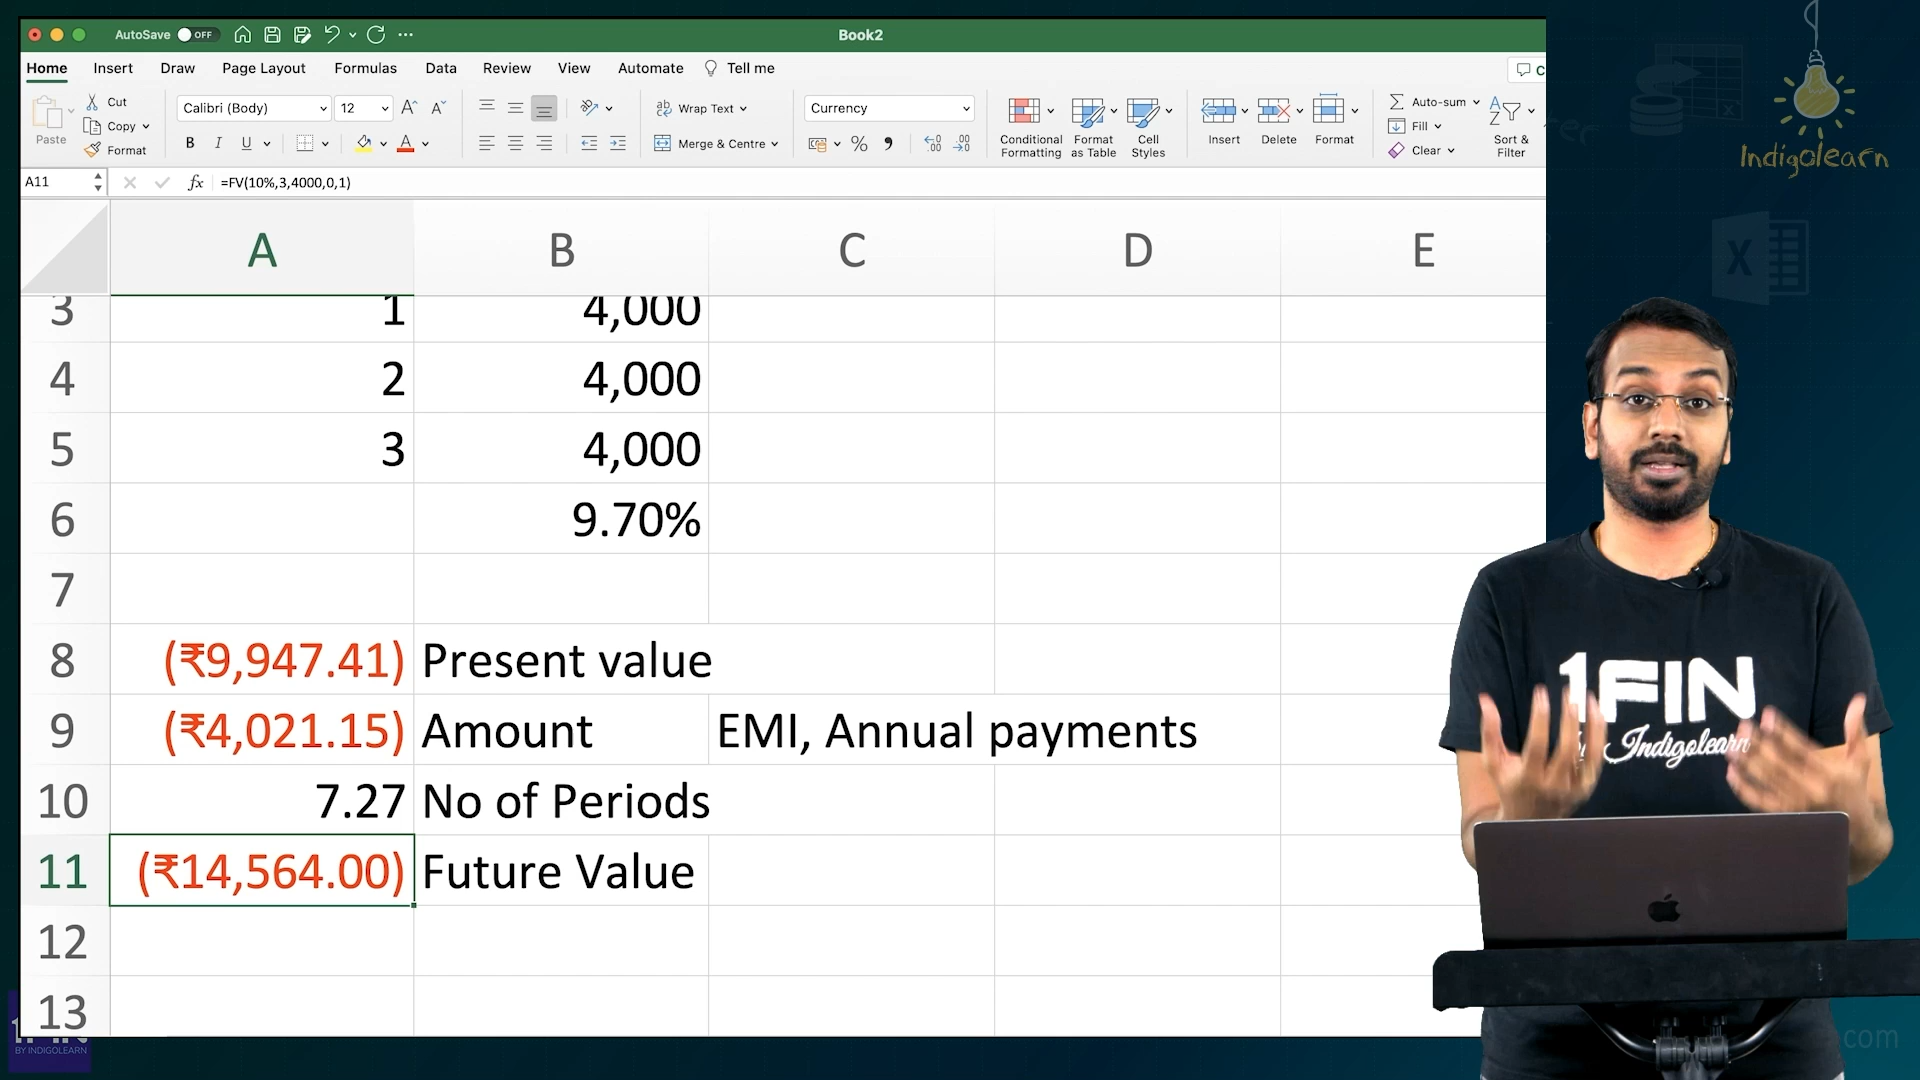 AutoSave OFF Book2
Home Insert Draw Page Layout Formulas Data Review View Automate Tell me
Paste
Cut
Copy
Format
Calibri (Body) 12
B I U
Wrap Text
Merge & Centre
Currency
Conditional Formatting
Format as Table
Cell Styles
Insert
Delete
Format
Auto-sum
Fill
Clear
Sort & Filter
Indigolearn
A11 fx =FV(10%,3,4000,0,1)
A B C D E
3 1 4,000
4 2 4,000
5 3 4,000
6 9.70%
7
8 (₹9,947.41) Present value
9 (₹4,021.15) Amount EMI, Annual payments
10 7.27 No of Periods
11 (₹14,564.00) Future Value
12
13
1FIN
by Indigolearn
BY INDIGOLEARN
.com